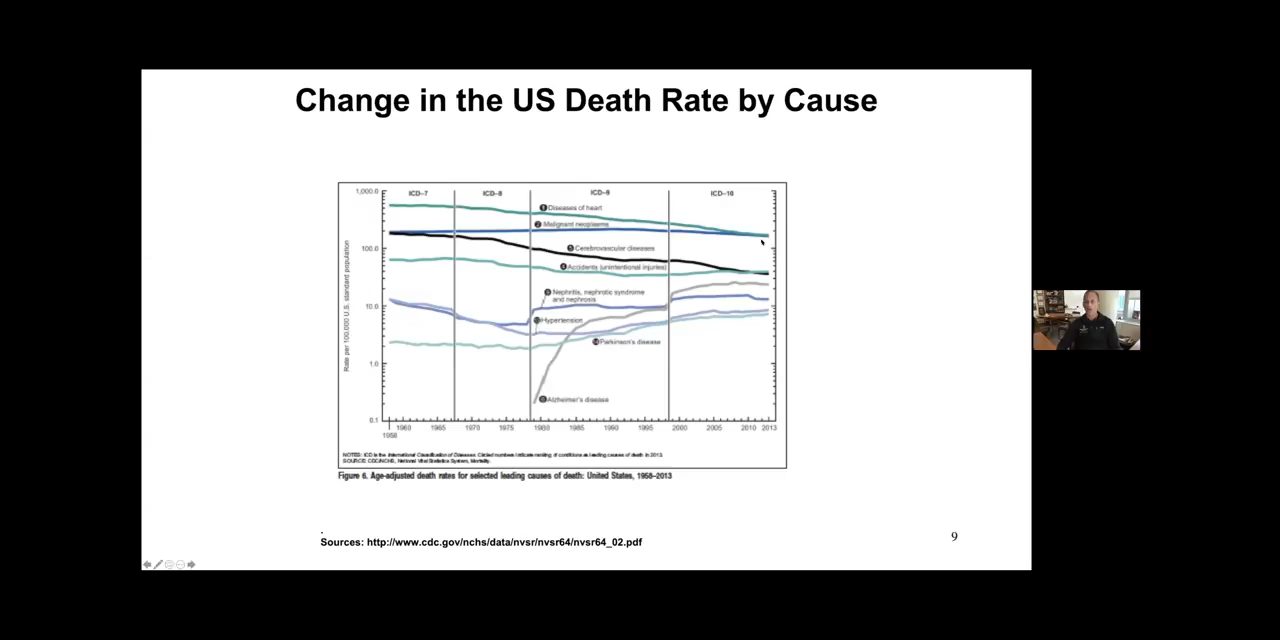 Change in the US Death Rate by Cause
1,000.0
100.0
10.0
1.0
0.1
Rate per 100,000 U.S. standard population
ICD–7
ICD–8
ICD–9
ICD–10
1 Diseases of heart
2 Malignant neoplasms
5 Cerebrovascular diseases
4 Accidents (unintentional injuries)
9 Nephritis, nephrotic syndrome
and nephrosis
Hypertension
14 Parkinson's disease
6 Alzheimer's disease
1958
1960
1965
1970
1975
1980
1985
1990
1995
2000
2005
2010
2013
NOTES: ICD is the International Classification of Diseases. Circled numbers indicate ranking of conditions as leading causes of death in 2013.
SOURCE: CDC/NCHS, National Vital Statistics System, Mortality.
Figure 6. Age-adjusted death rates for selected leading causes of death: United States, 1958–2013
Sources: http://www.cdc.gov/nchs/data/nvsr/nvsr64/nvsr64_02.pdf
9